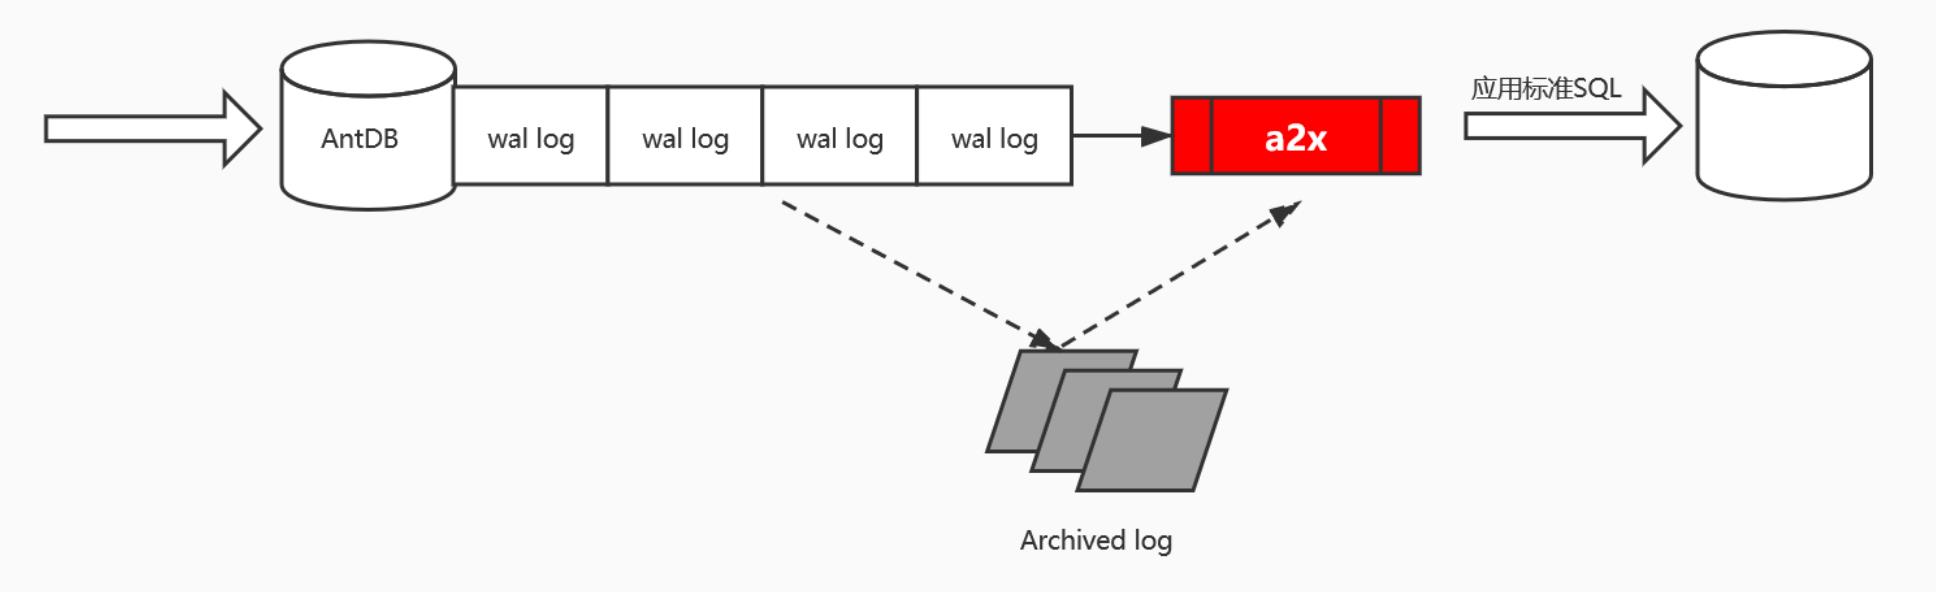 应用标准SQL
AntDB
wal log
wal log
wal log
wal log
a2x
Archived log